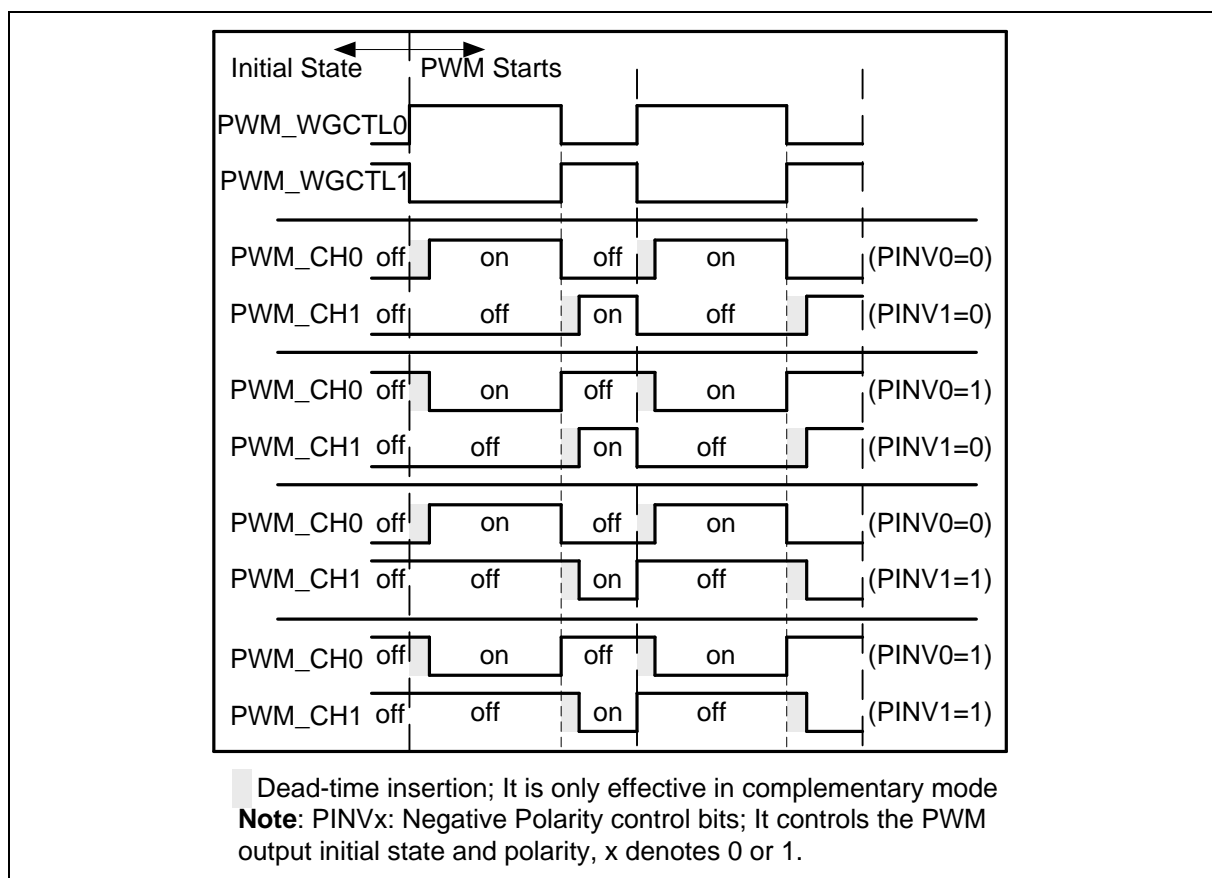 Initial State PWM Starts
PWM_WGCTL0
PWM_WGCTL1
PWM_CH0 off on off on (PINV0=0)
PWM_CH1 off off on off (PINV1=0)
PWM_CH0 off on off on (PINV0=1)
PWM_CH1 off off on off (PINV1=0)
PWM_CH0 off on off on (PINV0=0)
PWM_CH1 off off on off (PINV1=1)
PWM_CH0 off on off on (PINV0=1)
PWM_CH1 off off on off (PINV1=1)
Dead-time insertion; It is only effective in complementary mode
Note: PINVx: Negative Polarity control bits; It controls the PWM
output initial state and polarity, x denotes 0 or 1.